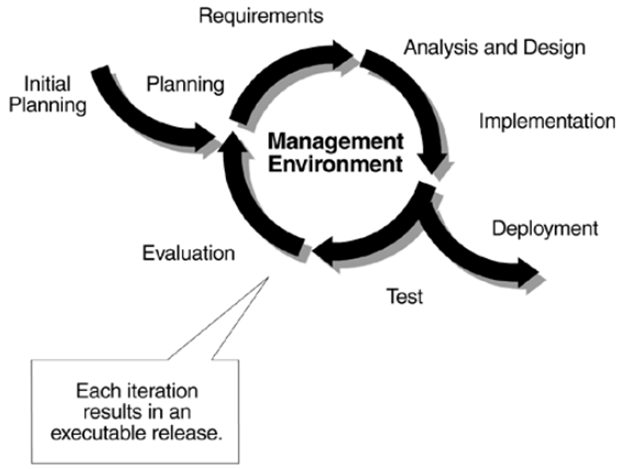 Requirements
Analysis and Design
Initial
Planning
Planning
Implementation
Management
Environment
Deployment
Evaluation
Test
Each iteration
results in an
executable release.